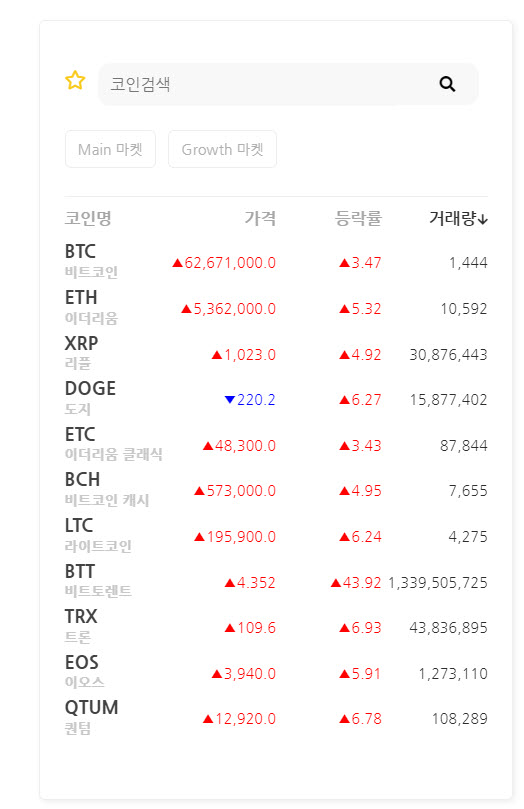 코인검색
Main 마켓 Growth 마켓
코인명 가격 등락률 거래량↓
BTC
비트코인 ▲62,671,000.0 ▲3.47 1,444
ETH
이더리움 ▲5,362,000.0 ▲5.32 10,592
XRP
리플 ▲1,023.0 ▲4.92 30,876,443
DOGE
도지 ▼220.2 ▲6.27 15,877,402
ETC
이더리움 클래식 ▲48,300.0 ▲3.43 87,844
BCH
비트코인 캐시 ▲573,000.0 ▲4.95 7,655
LTC
라이트코인 ▲195,900.0 ▲6.24 4,275
BTT
비트토렌트 ▲4.352 ▲43.92 1,339,505,725
TRX
트론 ▲109.6 ▲6.93 43,836,895
EOS
이오스 ▲3,940.0 ▲5.91 1,273,110
QTUM
퀀텀 ▲12,920.0 ▲6.78 108,289